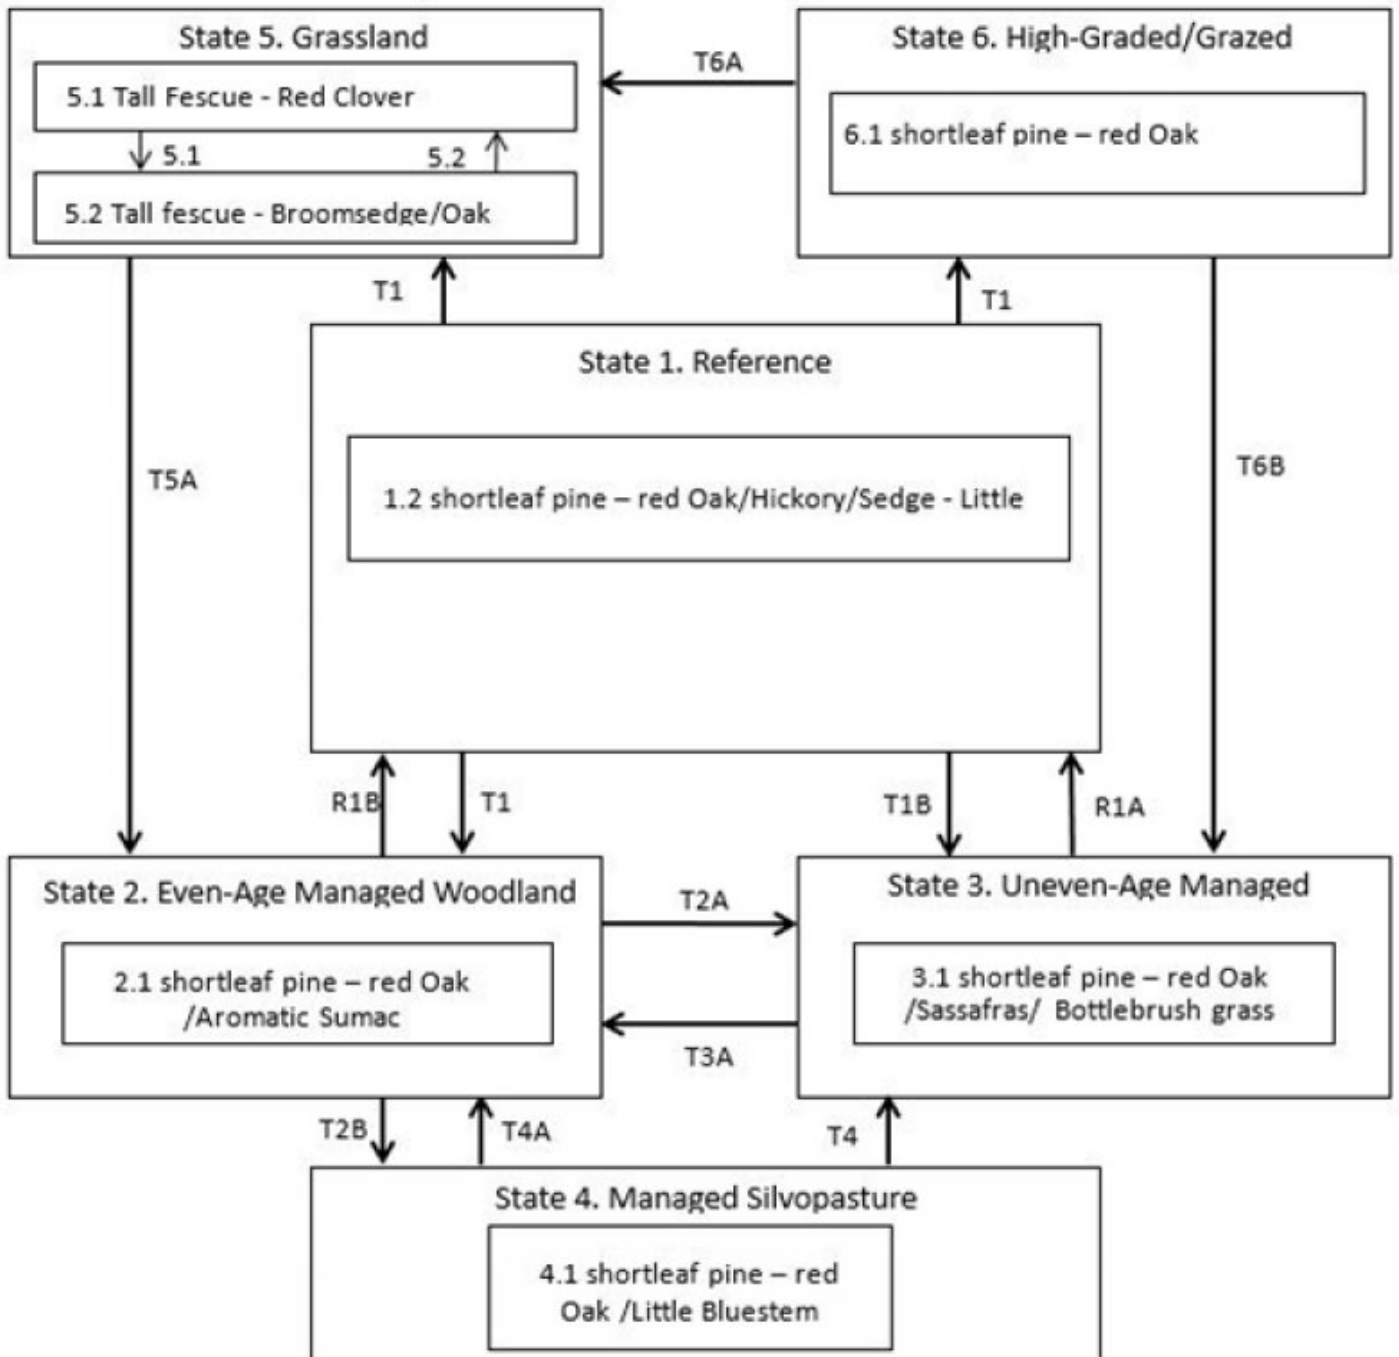 State 5. Grassland
5.1 Tall Fescue - Red Clover
5.1
5.2
5.2 Tall fescue - Broomsedge/Oak
T6A
State 6. High-Graded/Grazed
6.1 shortleaf pine – red Oak
T1
T1
State 1. Reference
1.2 shortleaf pine – red Oak/Hickory/Sedge - Little
T5A
T6B
R1B
T1
T1B
R1A
State 2. Even-Age Managed Woodland
2.1 shortleaf pine – red Oak
/Aromatic Sumac
T2A
T3A
State 3. Uneven-Age Managed
3.1 shortleaf pine – red Oak
/Sassafras/ Bottlebrush grass
T2B
T4A
T4
State 4. Managed Silvopasture
4.1 shortleaf pine – red
Oak /Little Bluestem